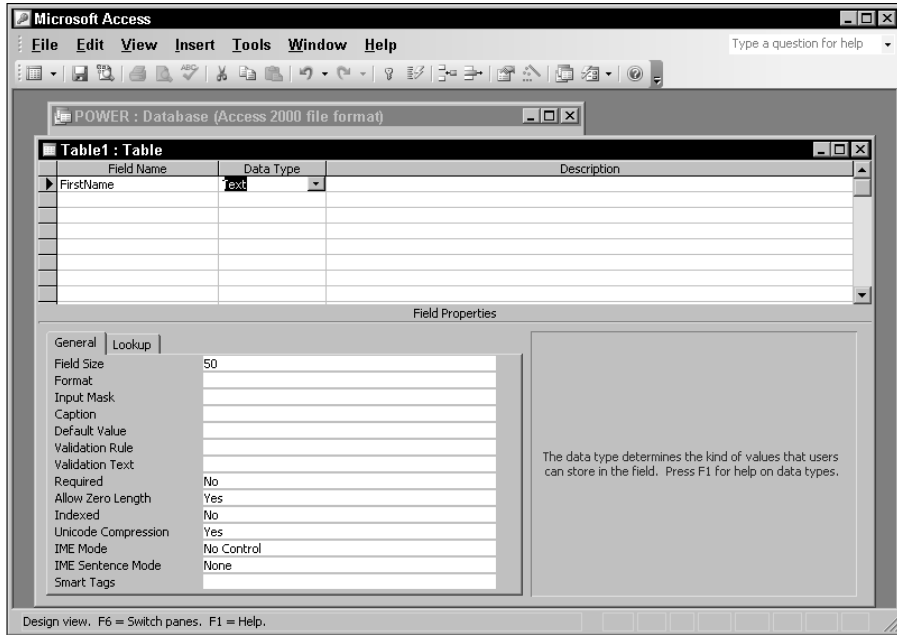 Microsoft Access
File Edit View Insert Tools Window Help
Type a question for help
POWER : Database (Access 2000 file format)
Table1 : Table
Field Name Data Type Description
FirstName Text
Field Properties
General Lookup
Field Size 50
Format
Input Mask
Caption
Default Value
Validation Rule
Validation Text
Required No
Allow Zero Length Yes
Indexed No
Unicode Compression Yes
IME Mode No Control
IME Sentence Mode None
Smart Tags
The data type determines the kind of values that users
can store in the field. Press F1 for help on data types.
Design view. F6 = Switch panes. F1 = Help.